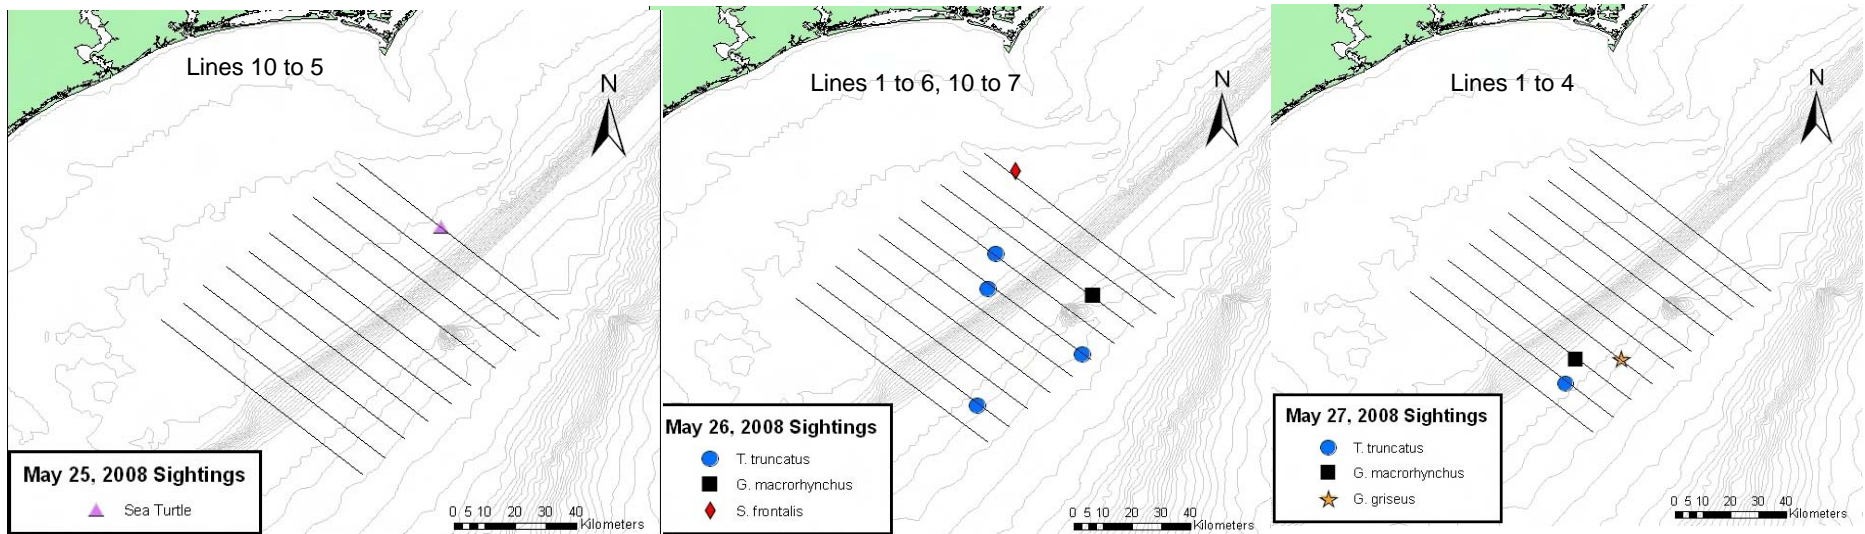 Lines 10 to 5
N
May 25, 2008 Sightings
Sea Turtle
0 5 10 20 30 40
Kilometers
Lines 1 to 6, 10 to 7
N
May 26, 2008 Sightings
T. truncatus
G. macrorhynchus
S. frontalis
0 5 10 20 30 40
Kilometers
Lines 1 to 4
N
May 27, 2008 Sightings
T. truncatus
G. macrorhynchus
G. griseus
0 5 10 20 30 40
Kilometers